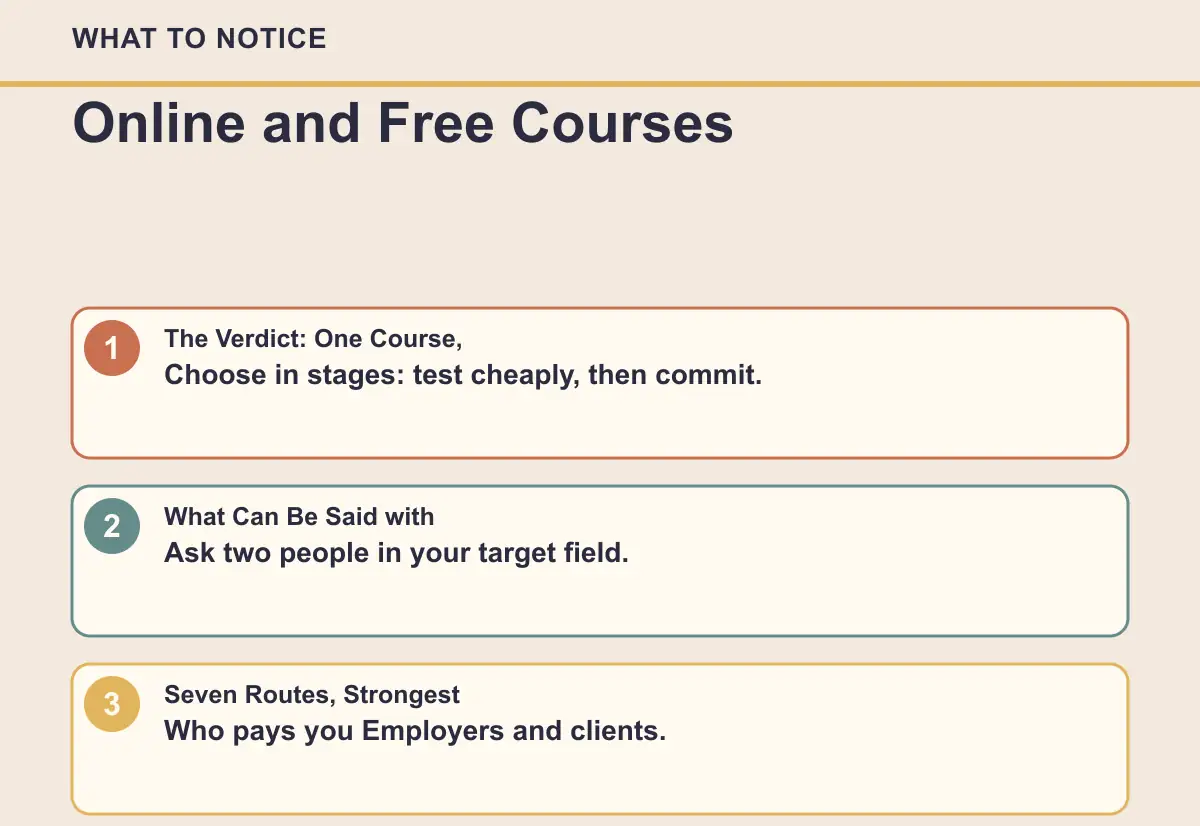 WHAT TO NOTICE
Online and Free Courses
1
The Verdict: One Course,
Choose in stages: test cheaply, then commit.
2
What Can Be Said with
Ask two people in your target field.
3
Seven Routes, Strongest
Who pays you Employers and clients.